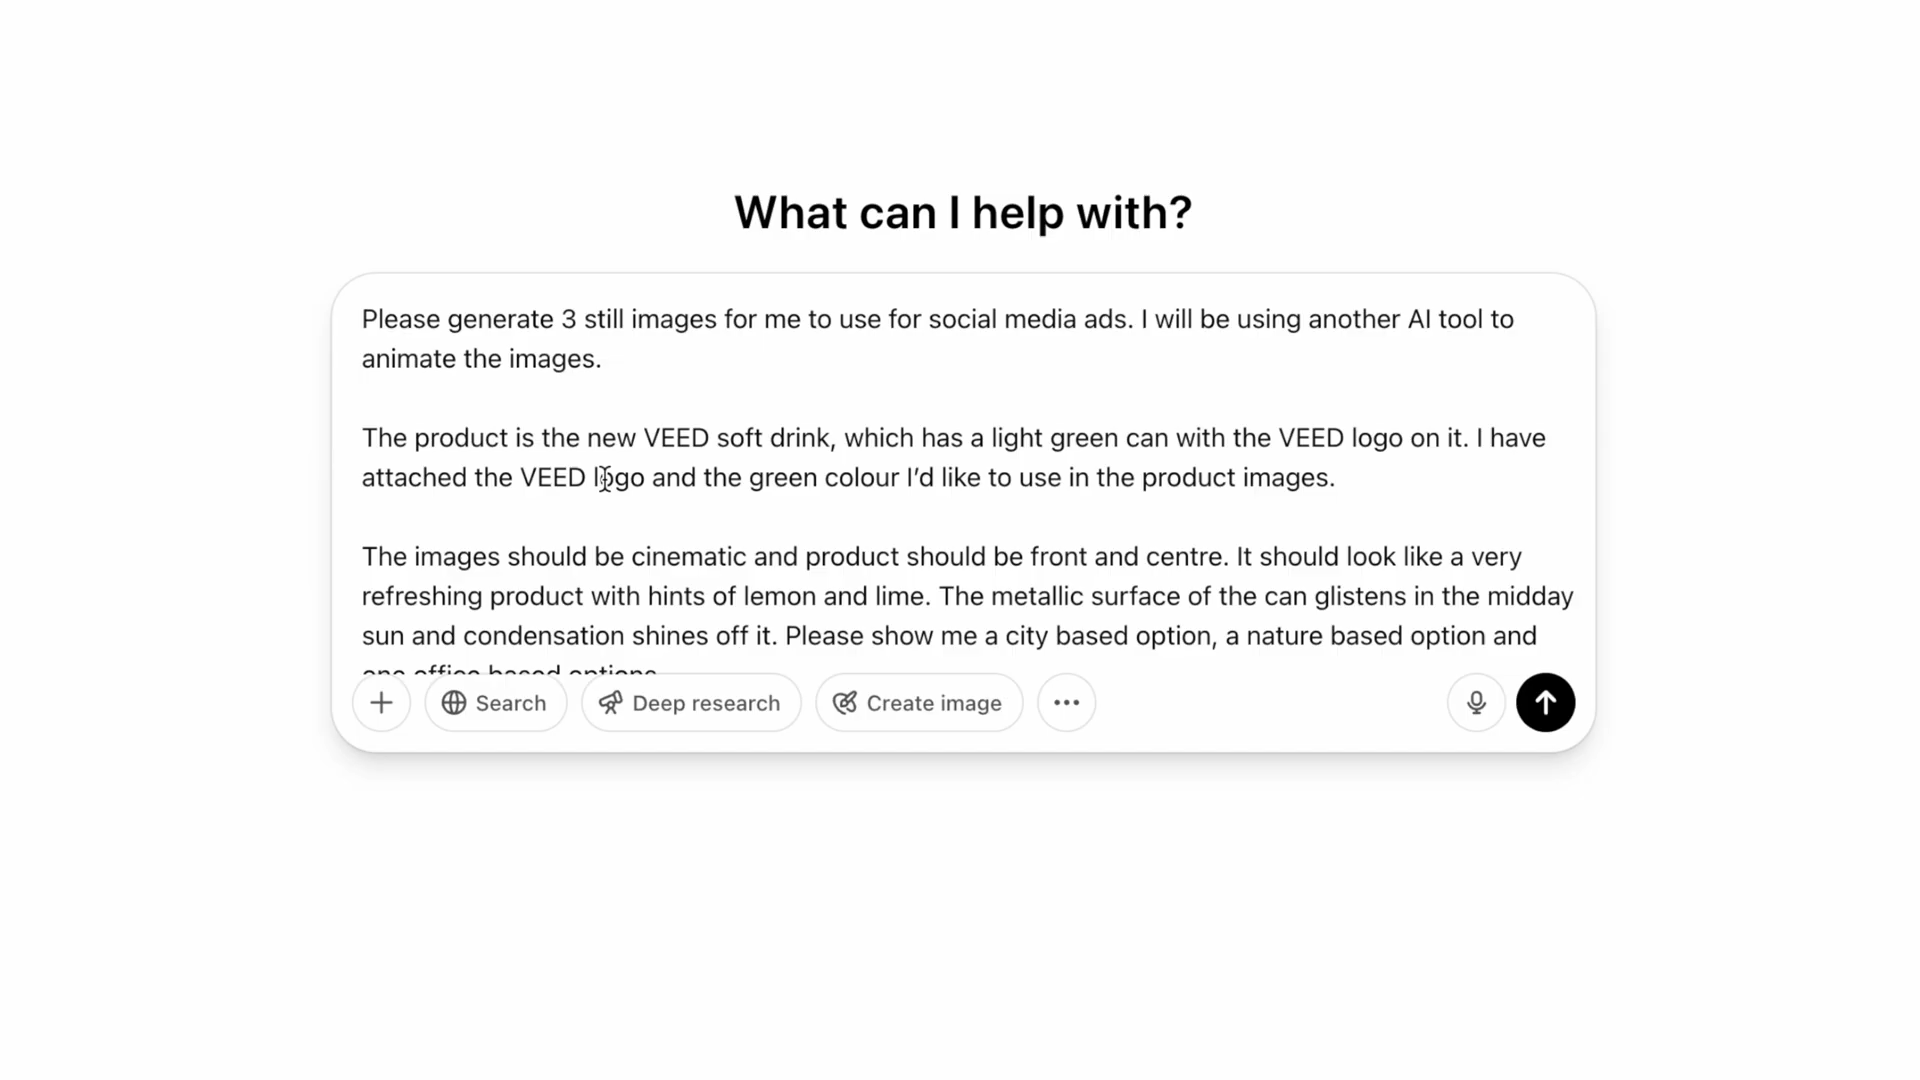 What can I help with?
Please generate 3 still images for me to use for social media ads. I will be using another AI tool to
animate the images.
The product is the new VEED soft drink, which has a light green can with the VEED logo on it. I have
attached the VEED logo and the green colour I’d like to use in the product images.
The images should be cinematic and product should be front and centre. It should look like a very
refreshing product with hints of lemon and lime. The metallic surface of the can glistens in the midday
sun and condensation shines off it. Please show me a city based option, a nature based option and
one office based options
Search
Deep research
Create image